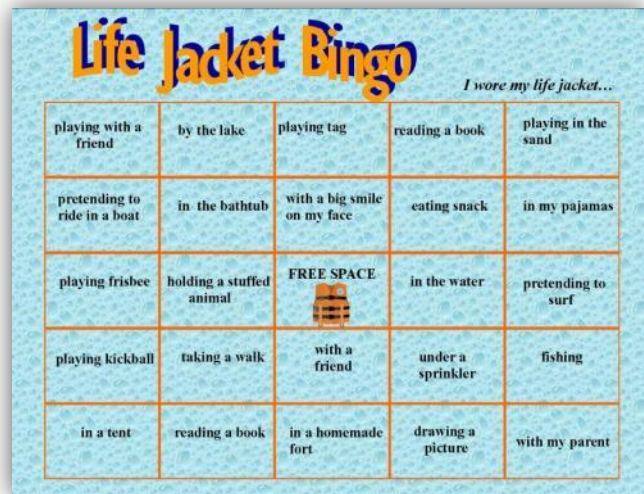 Life Jacket Bingo
I wore my life jacket...
playing with a
friend
by the lake
playing tag
reading a book
playing in the
sand
pretending to
ride in a boat
in the bathtub
with a big smile
on my face
eating snack
in my pajamas
playing frisbee
holding a stuffed
animal
FREE SPACE
in the water
pretending to
surf
playing kickball
taking a walk
with a
friend
under a
sprinkler
fishing
in a tent
reading a book
in a homemade
fort
drawing a
picture
with my parent